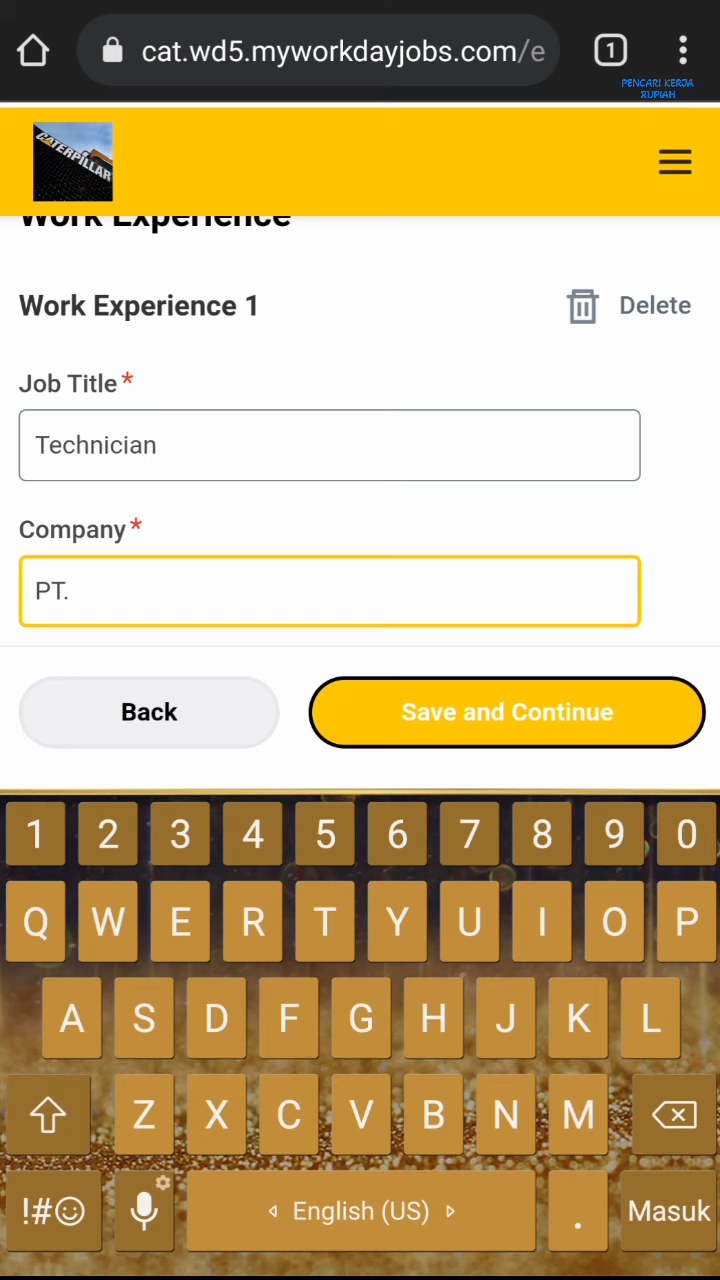 cat.wd5.myworkdayjobs.com/e
1
PENCARI KERJA
RUPIAH
CATERPILLAR
Work Experience
Work Experience 1
Delete
Job Title*
Technician
Company*
PT.
Back
Save and Continue
1 2 3 4 5 6 7 8 9 0
Q W E R T Y U I O P
A S D F G H J K L
Z X C V B N M
!#☺ English (US) . Masuk